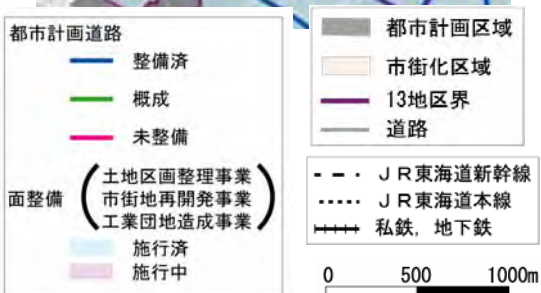 都市計画道路
整備済
概成
未整備
面整備
土地区画整理事業
市街地再開発事業
工業団地造成事業
施行済
施行中
都市計画区域
市街化区域
13地区界
道路
ＪＲ東海道新幹線
ＪＲ東海道本線
私鉄，地下鉄
0 500 1000m